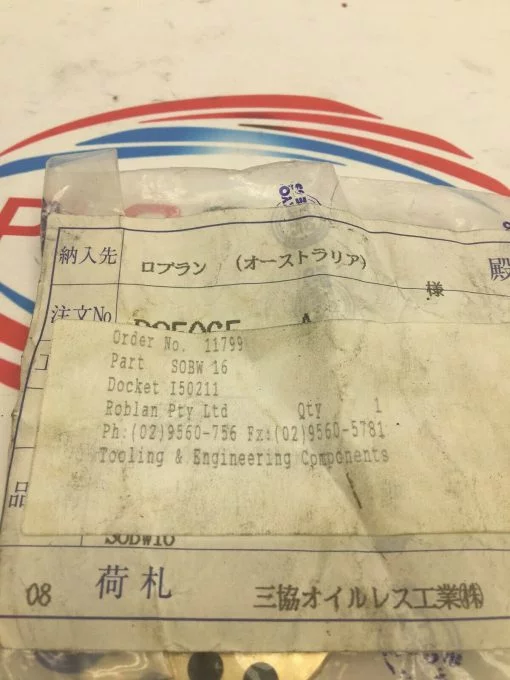 納入先 ロブラン (オーストラリア) 様 殿
注文No.
Order No. 11799
Part SOBW 16
Docket I50211
Roblan Pty Ltd Qty 1
Ph:(02)9560-756 Fx:(02)9560-5781
Tooling & Engineering Components
品
SOBW16
08 荷札 三協オイルレス工業㈱